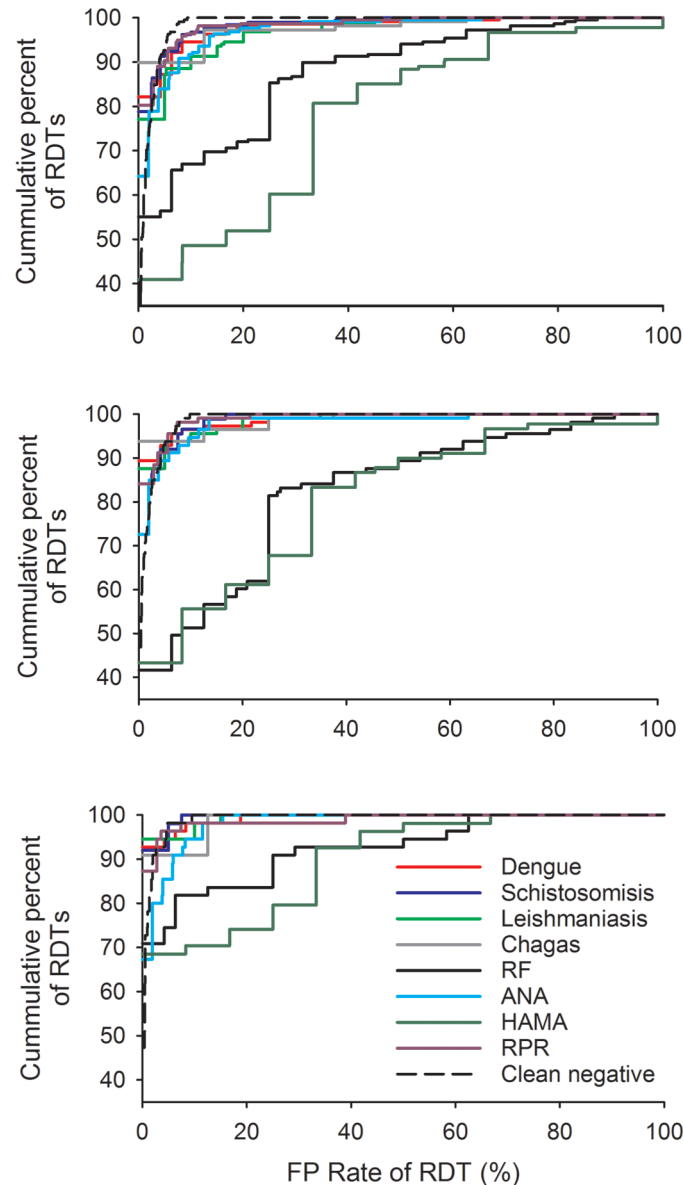 Cummulative percent
of RDTs
100
90
80
70
60
50
40
0
20
40
60
80
100
Cummulative percent
of RDTs
100
90
80
70
60
50
40
0
20
40
60
80
100
Cummulative percent
of RDTs
100
90
80
70
60
50
40
Dengue
Schistosomisis
Leishmaniasis
Chagas
RF
ANA
HAMA
RPR
Clean negative
0
20
40
60
80
100
FP Rate of RDT (%)